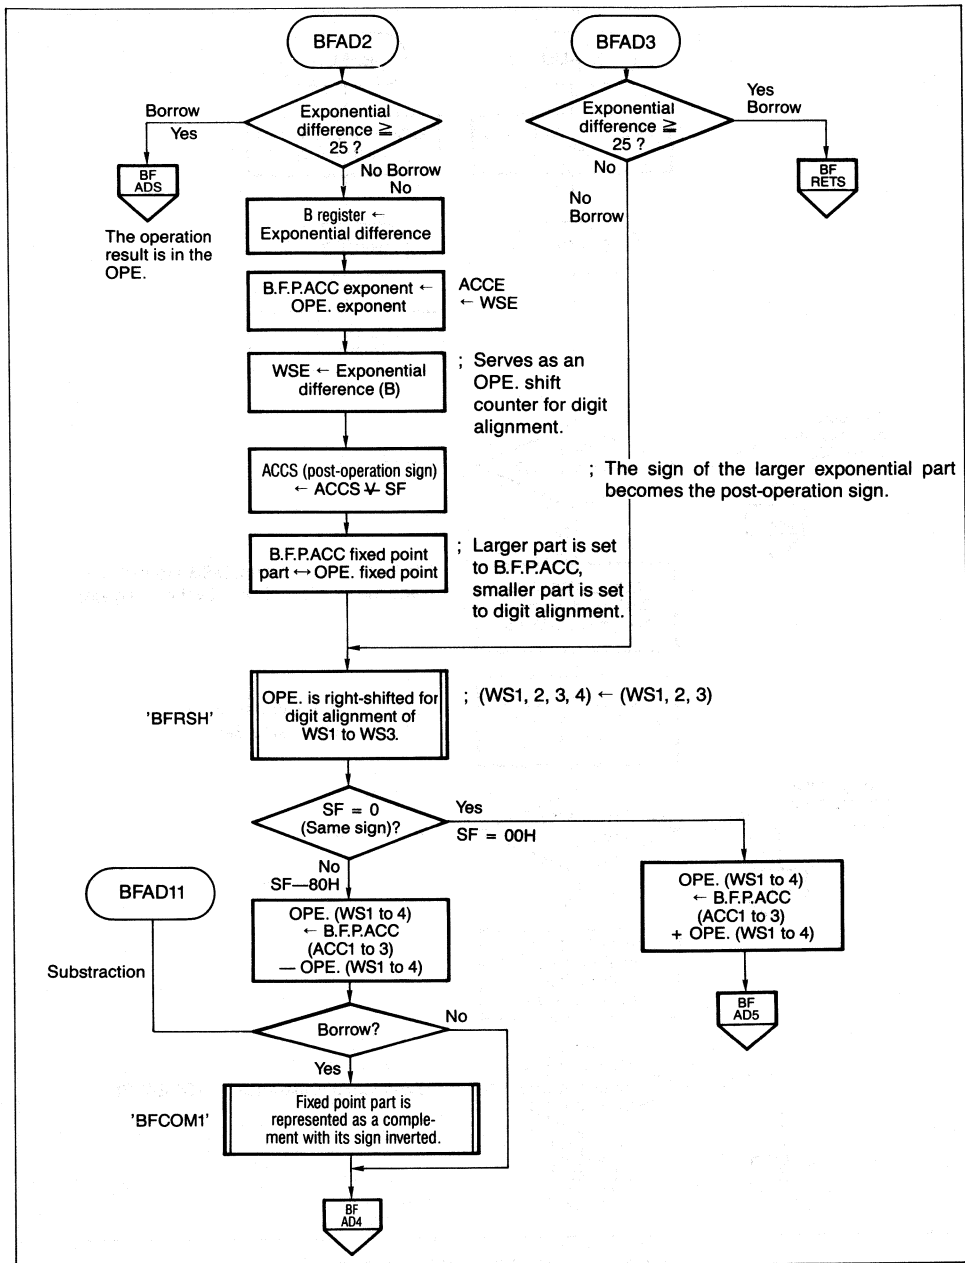 BFAD2
BFAD3
Exponential
difference ≧
25 ?
Borrow
Yes
No Borrow
No
Exponential
difference ≧
25 ?
Yes
Borrow
No
No
Borrow
BF
ADS
The operation
result is in the
OPE.
BF
RETS
B register ←
Exponential difference
B.F.P.ACC exponent ←
OPE. exponent
ACCE
← WSE
WSE ← Exponential
difference (B)
; Serves as an
OPE. shift
counter for digit
alignment.
ACCS (post-operation sign)
← ACCS ⊻ SF
; The sign of the larger exponential part
becomes the post-operation sign.
B.F.P.ACC fixed point
part ↔ OPE. fixed point
; Larger part is set
to B.F.P.ACC,
smaller part is set
to digit alignment.
'BFRSH'
OPE. is right-shifted for
digit alignment of
WS1 to WS3.
; (WS1, 2, 3, 4) ← (WS1, 2, 3)
SF = 0
(Same sign)?
Yes
SF = 00H
No
SF—80H
BFAD11
OPE. (WS1 to 4)
← B.F.P.ACC
(ACC1 to 3)
— OPE. (WS1 to 4)
OPE. (WS1 to 4)
← B.F.P.ACC
(ACC1 to 3)
+ OPE. (WS1 to 4)
Substraction
BF
AD5
Borrow?
No
Yes
'BFCOM1'
Fixed point part is
represented as a comple-
ment with its sign inverted.
BF
AD4